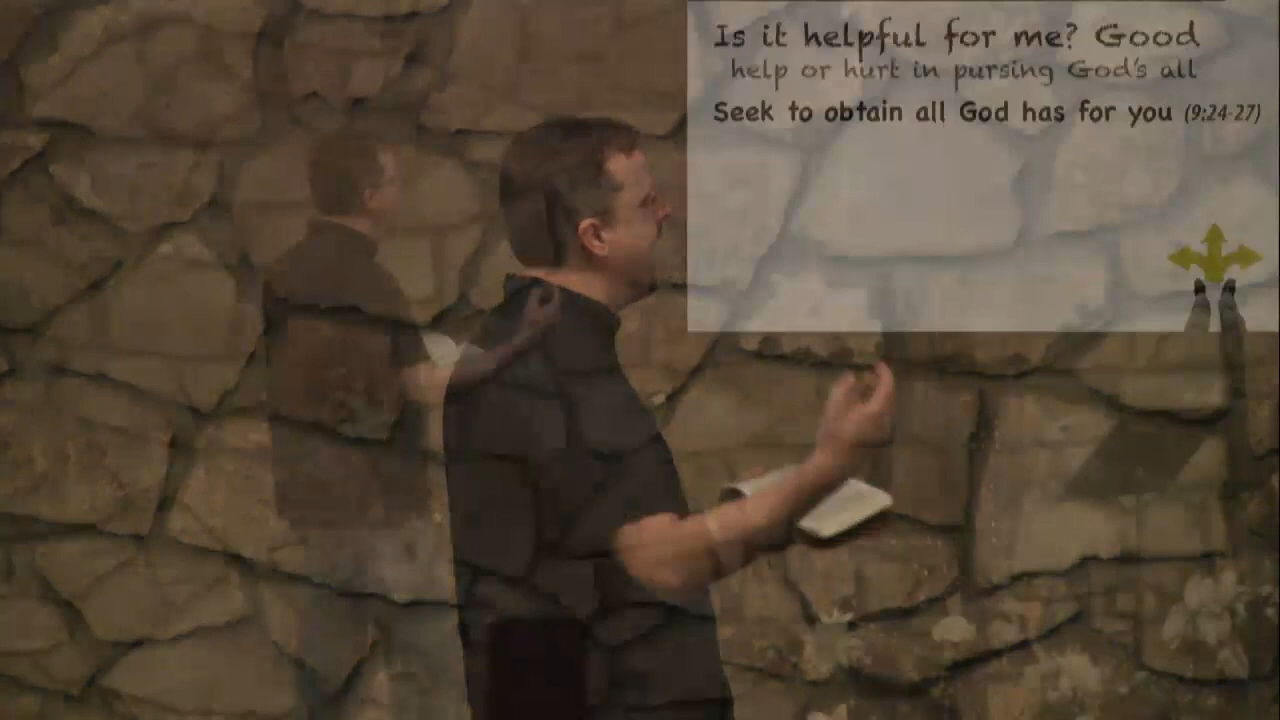 Is it helpful for me? Good
help or hurt in pursing God's all
Seek to obtain all God has for you (9:24-27)